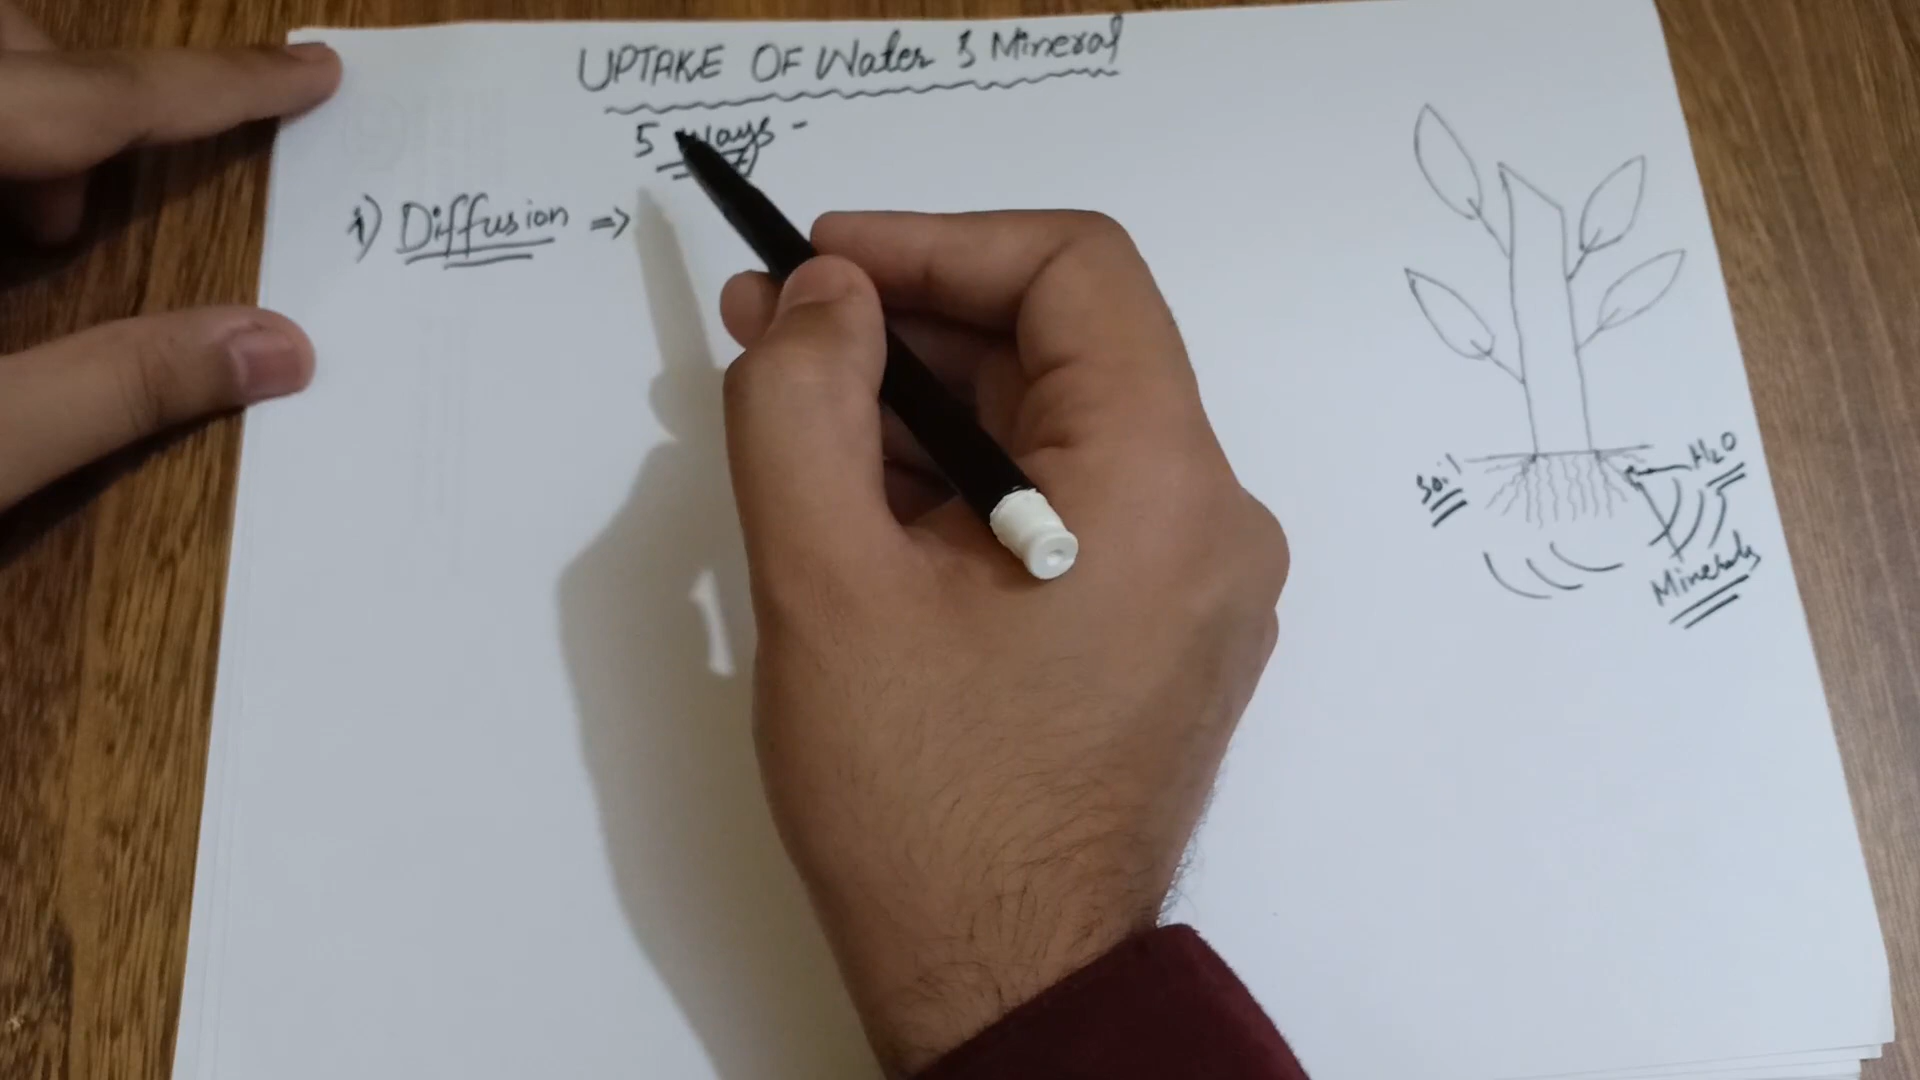 UPTAKE OF Water & Mineral
5 Ways -
1) Diffusion =>
Soil
H2O
Minerals